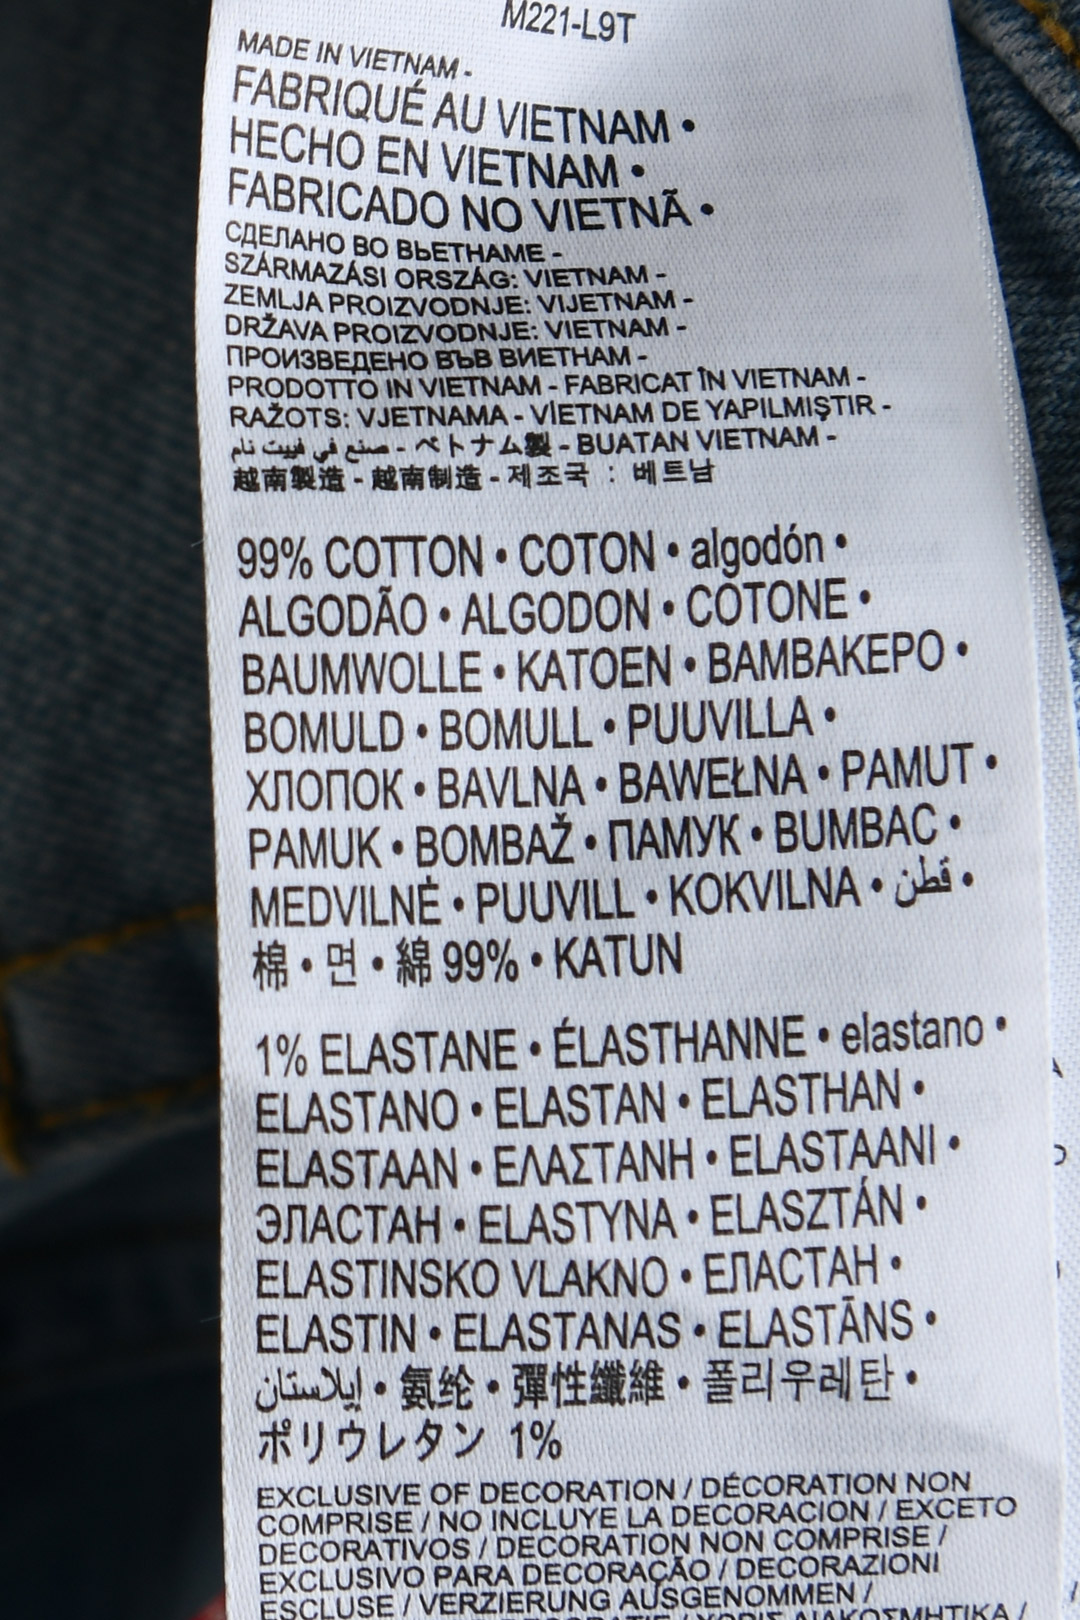 M221-L9T
MADE IN VIETNAM -
FABRIQUÉ AU VIETNAM •
HECHO EN VIETNAM •
FABRICADO NO VIETNÃ •
СДЕЛАНО ВО ВЬЕТНАМЕ -
SZÁRMAZÁSI ORSZÁG: VIETNAM -
ZEMLJA PROIZVODNJE: VIJETNAM -
DRŽAVA PROIZVODNJE: VIETNAM -
ПРОИЗВЕДЕНО ВЪВ ВИЕТНАМ -
PRODOTTO IN VIETNAM - FABRICAT ÎN VIETNAM -
RAŽOTS: VJETNAMA - VİETNAM DE YAPILMIŞTIR -
صنع في فييت نام - ベトナム製 - BUATAN VIETNAM -
越南製造 - 越南制造 - 제조국 : 베트남
99% COTTON • COTON • algodón •
ALGODÃO • ALGODON • COTONE •
BAUMWOLLE • KATOEN • ΒΑΜΒΑΚΕΡΟ •
BOMULD • BOMULL • PUUVILLA •
ХЛОПОК • BAVLNA • BAWEŁNA • PAMUT •
PAMUK • BOMBAŽ • ПАМУК • BUMBAC •
MEDVILNĖ • PUUVILL • KOKVILNA • قطن •
棉 • 면 • 綿 99% • KATUN
1% ELASTANE • ÉLASTHANNE • elastano •
ELASTANO • ELASTAN • ELASTHAN •
ELASTAAN • ΕΛΑΣΤΑΝΗ • ELASTAANI •
ЭЛАСТАН • ELASTYNA • ELASZTÁN •
ELASTINSKO VLAKNO • ЕЛАСТАН •
ELASTIN • ELASTANAS • ELASTĀNS •
إيلاستان • 氨纶 • 彈性纖維 • 폴리우레탄 •
ポリウレタン 1%
EXCLUSIVE OF DECORATION / DÉCORATION NON
COMPRISE / NO INCLUYE LA DECORACION / EXCETO
DECORATIVOS / DECORATION NON COMPRISE /
EXCLUSIVO PARA DECORAÇÃO / DECORAZIONI
ESCLUSE / VERZIERUNG AUSGENOMMEN /